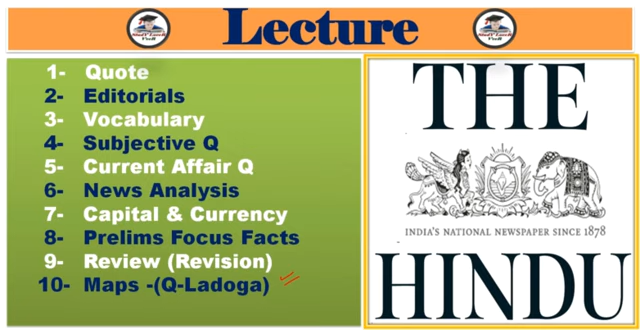 Lecture
1- Quote
2- Editorials
3- Vocabulary
4- Subjective Q
5- Current Affair Q
6- News Analysis
7- Capital & Currency
8- Prelims Focus Facts
9- Review (Revision)
10- Maps -(Q-Ladoga)
THE
INDIA'S NATIONAL NEWSPAPER SINCE 1878
HINDU